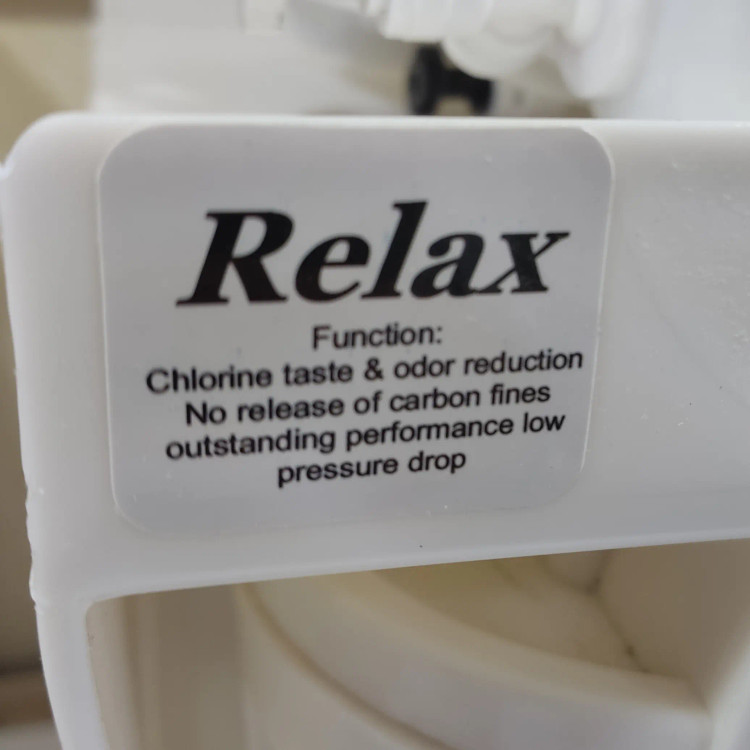 Relax
Function:
Chlorine taste & odor reduction
No release of carbon fines
outstanding performance low
pressure drop